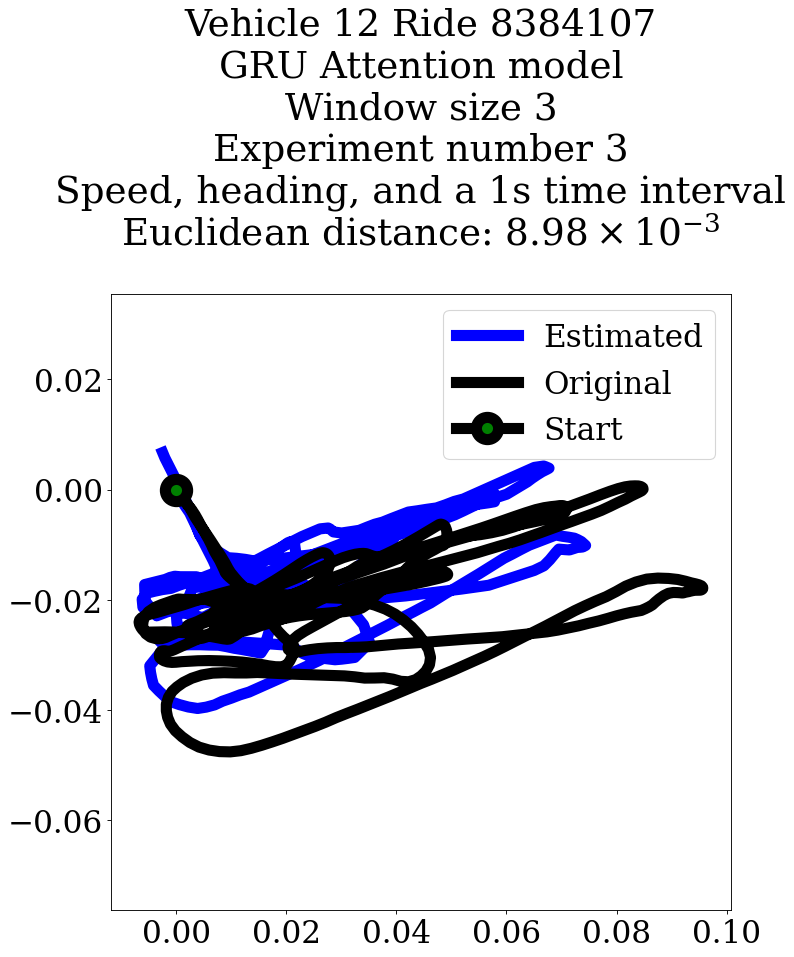 Vehicle 12 Ride 8384107
GRU Attention model
Window size 3
Experiment number 3
Speed, heading, and a 1s time interval
Euclidean distance: 8.98 × 10⁻³
Estimated
Original
Start
0.02
0.00
−0.02
−0.04
−0.06
0.00 0.02 0.04 0.06 0.08 0.10